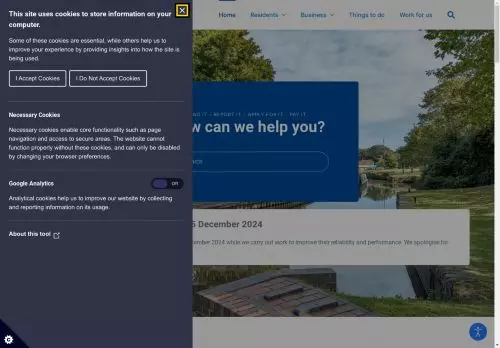 This site uses cookies to store information on your
computer.
Some of these cookies are essential, while others help us to
improve your experience by providing insights into how the site is
being used.
I Accept Cookies
I Do Not Accept Cookies
Necessary Cookies
Necessary cookies enable core functionality such as page
navigation and access to secure areas. The website cannot
function properly without these cookies, and can only be disabled
by changing your browser preferences.
Google Analytics
Analytical cookies help us to improve our website by collecting
and reporting information on its usage.
About this tool
Home
Residents
Business
Things to do
Work for us
IT · REPORT IT · APPLY FOR IT · PAY IT
can we help you?
December 2024
2024 while we carry out work to improve their reliability and performance. We apologise for